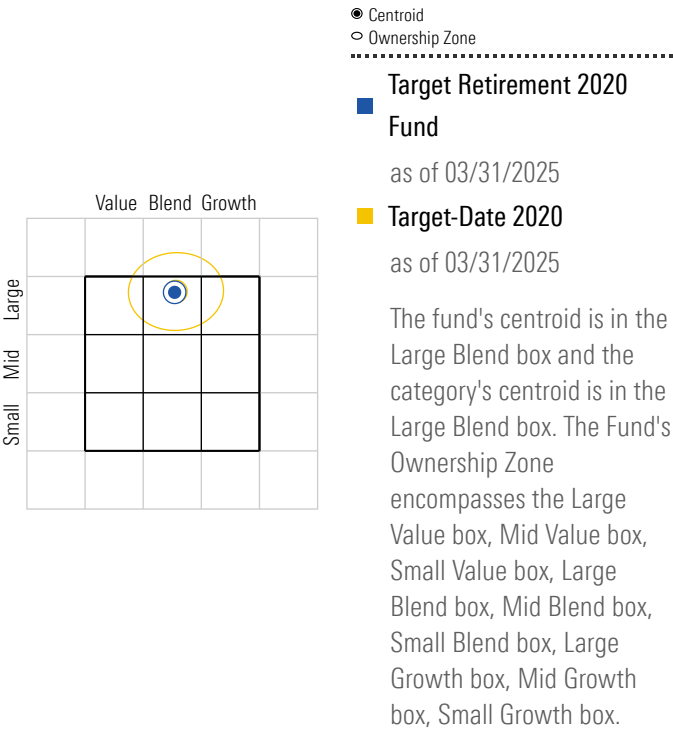 Centroid
Ownership Zone
Target Retirement 2020
Fund
as of 03/31/2025
Target-Date 2020
as of 03/31/2025
The fund's centroid is in the
Large Blend box and the
category's centroid is in the
Large Blend box. The Fund's
Ownership Zone
encompasses the Large
Value box, Mid Value box,
Small Value box, Large
Blend box, Mid Blend box,
Small Blend box, Large
Growth box, Mid Growth
box, Small Growth box.
Value Blend Growth
Large
Mid
Small